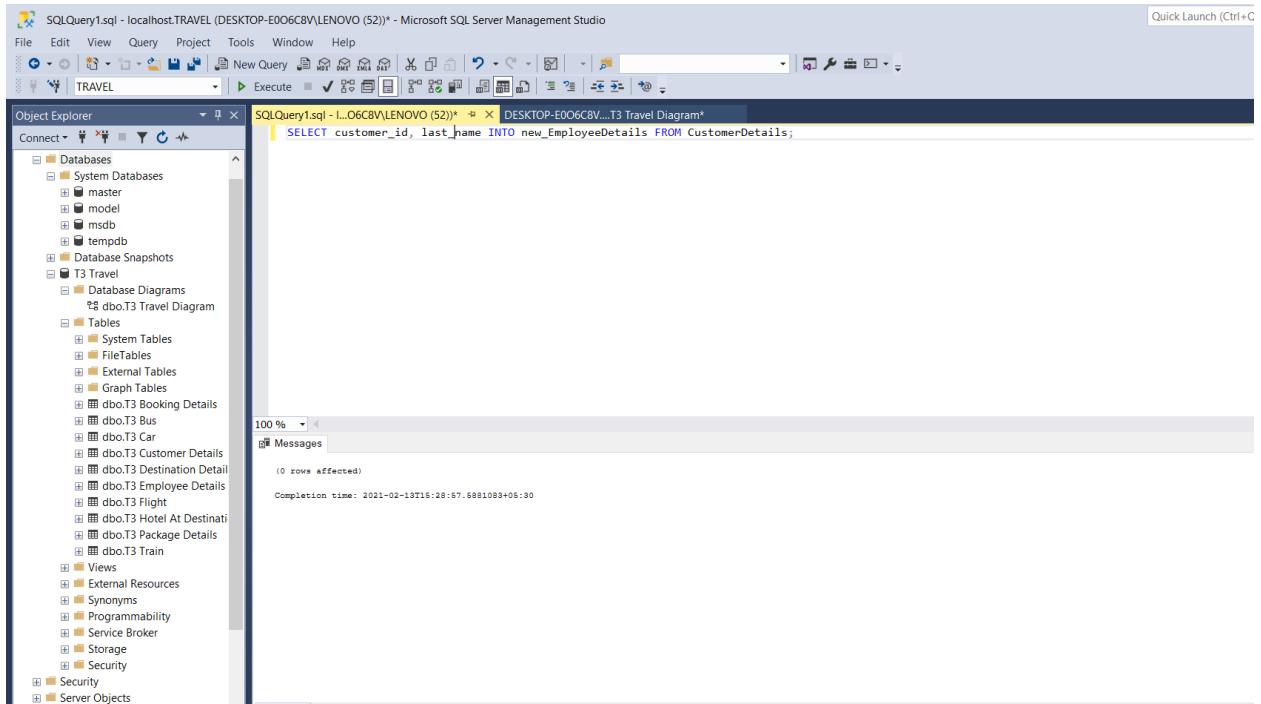 SQLQuery1.sql - localhost.TRAVEL (DESKTOP-E0O6C8V\LENOVO (52))* - Microsoft SQL Server Management Studio
Quick Launch (Ctrl+Q
File Edit View Query Project Tools Window Help
New Query
TRAVEL
Execute
Object Explorer
SQLQuery1.sql - l...O6C8V\LENOVO (52))*
DESKTOP-E0O6C8V....T3 Travel Diagram*
Connect
SELECT customer_id, last_name INTO new_EmployeeDetails FROM CustomerDetails;
Databases
System Databases
master
model
msdb
tempdb
Database Snapshots
T3 Travel
Database Diagrams
dbo.T3 Travel Diagram
Tables
System Tables
FileTables
External Tables
Graph Tables
dbo.T3 Booking Details
dbo.T3 Bus
dbo.T3 Car
dbo.T3 Customer Details
dbo.T3 Destination Detail
dbo.T3 Employee Details
dbo.T3 Flight
dbo.T3 Hotel At Destinati
dbo.T3 Package Details
dbo.T3 Train
Views
External Resources
Synonyms
Programmability
Service Broker
Storage
Security
Security
Server Objects
100 %
Messages
(0 rows affected)
Completion time: 2021-02-13T15:28:57.5881083+05:30